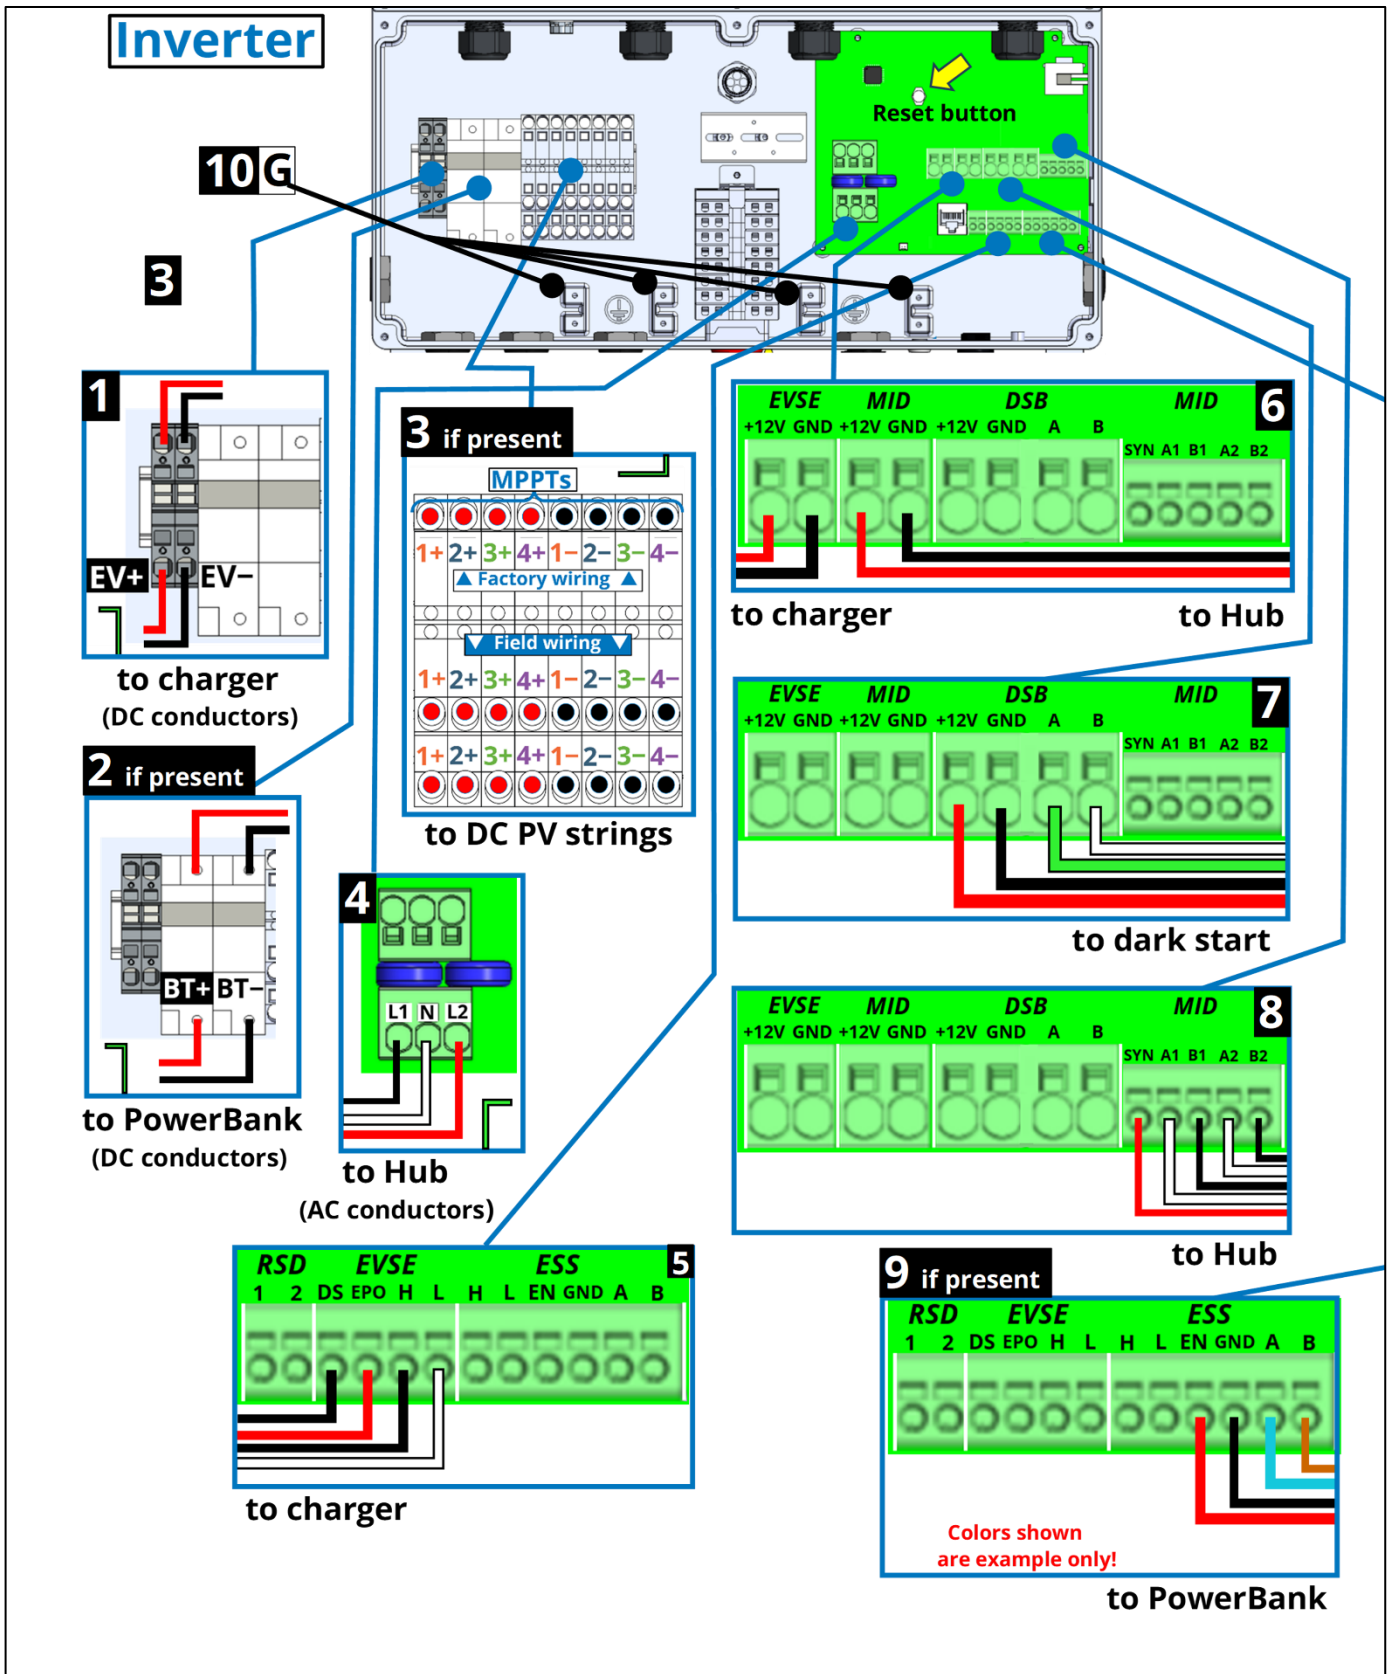 Inverter
Reset button
10 G
3
1
EV+ EV−
to charger
(DC conductors)
2 if present
BT+ BT−
to PowerBank
(DC conductors)
3 if present
MPPTs
1+ 2+ 3+ 4+ 1− 2− 3− 4−
▲ Factory wiring ▲
▼ Field wiring ▼
1+ 2+ 3+ 4+ 1− 2− 3− 4−
1+ 2+ 3+ 4+ 1− 2− 3− 4−
to DC PV strings
4
L1 N L2
to Hub
(AC conductors)
5
RSD EVSE ESS
1 2 DS EPO H L H L EN GND A B
to charger
6
EVSE MID DSB MID
+12V GND +12V GND +12V GND A B
SYN A1 B1 A2 B2
to charger to Hub
7
EVSE MID DSB MID
+12V GND +12V GND +12V GND A B
SYN A1 B1 A2 B2
to dark start
8
EVSE MID DSB MID
+12V GND +12V GND +12V GND A B
SYN A1 B1 A2 B2
to Hub
9 if present
RSD EVSE ESS
1 2 DS EPO H L H L EN GND A B
Colors shown
are example only!
to PowerBank